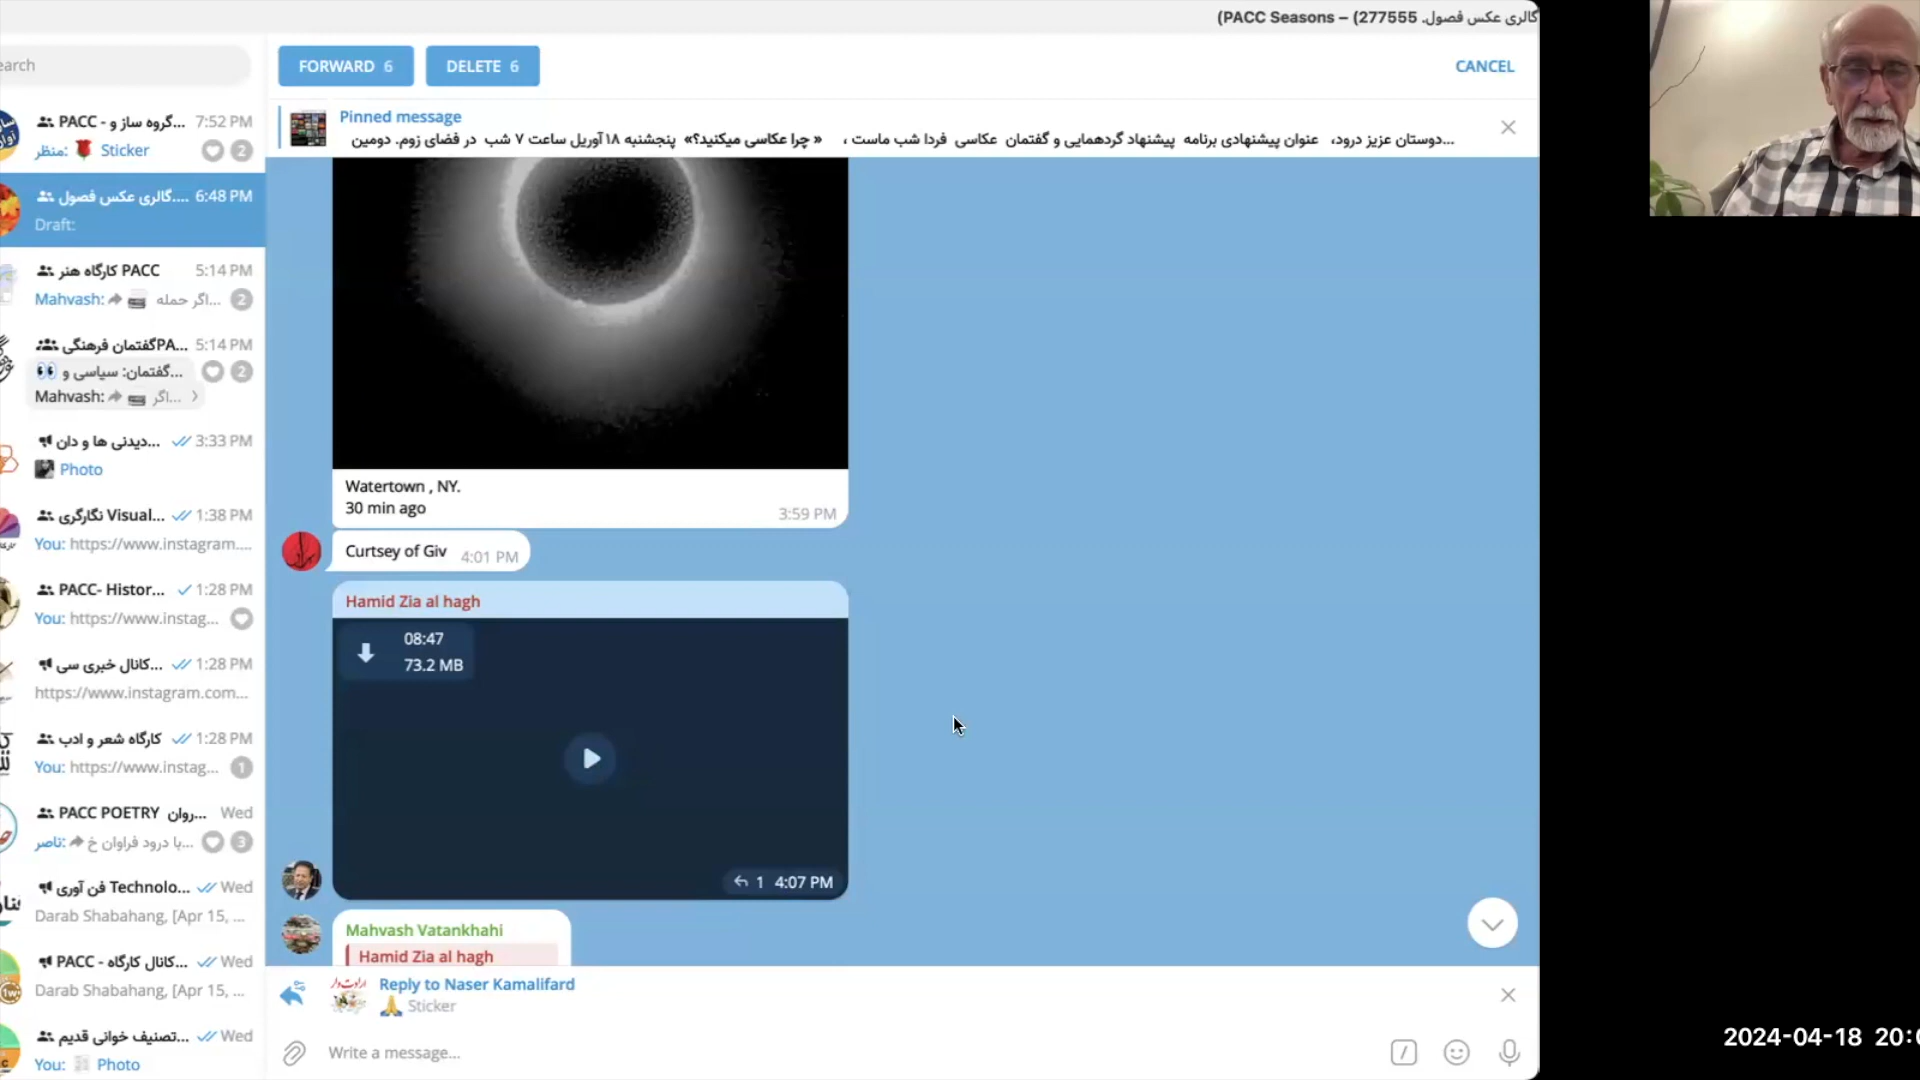 گالری عکس فصول. PACC Seasons – (277555)
earch
FORWARD 6
DELETE 6
CANCEL
Pinned message
دوستان عزیز درود، عنوان پیشنهادی برنامه پیشنهاد گردهمایی و گفتمان عکاسی فردا شب ماست ، « چرا عکاسی میکنید؟» پنجشنبه ۱۸ آوریل ساعت ۷ شب در فضای زوم. دومین...
PACC - گروه ساز و... 7:52 PM
منظر: Sticker 2
گالری عکس فصول.... 6:48 PM
Draft:
PACC کارگاه هنر 5:14 PM
Mahvash: اگر حمله... 2
گفتمان فرهنگیPA... 5:14 PM
گفتمان: سیاسی و... 2
Mahvash: اگر...
دیدنی ها و دان... 3:33 PM
Photo
نگارگری Visual... 1:38 PM
You: https://www.instagram....
PACC- Histor... 1:28 PM
You: https://www.instag...
کانال خبری سی... 1:28 PM
https://www.instagram.com...
کارگاه شعر و ادب 1:28 PM
You: https://www.instag... 1
PACC POETRY روان... Wed
ناصر: با درود فراوان خ... 3
فن آوری Technolo... Wed
Darab Shabahang, [Apr 15, ...
PACC - کانال کارگاه... Wed
Darab Shabahang, [Apr 15, ...
تصنیف خوانی قدیم... Wed
You: Photo
Watertown , NY.
30 min ago
3:59 PM
Curtsey of Giv 4:01 PM
Hamid Zia al hagh
08:47
73.2 MB
1 4:07 PM
Mahvash Vatankhahi
Hamid Zia al hagh
Reply to Naser Kamalifard
Sticker
Write a message...
2024-04-18 20:0